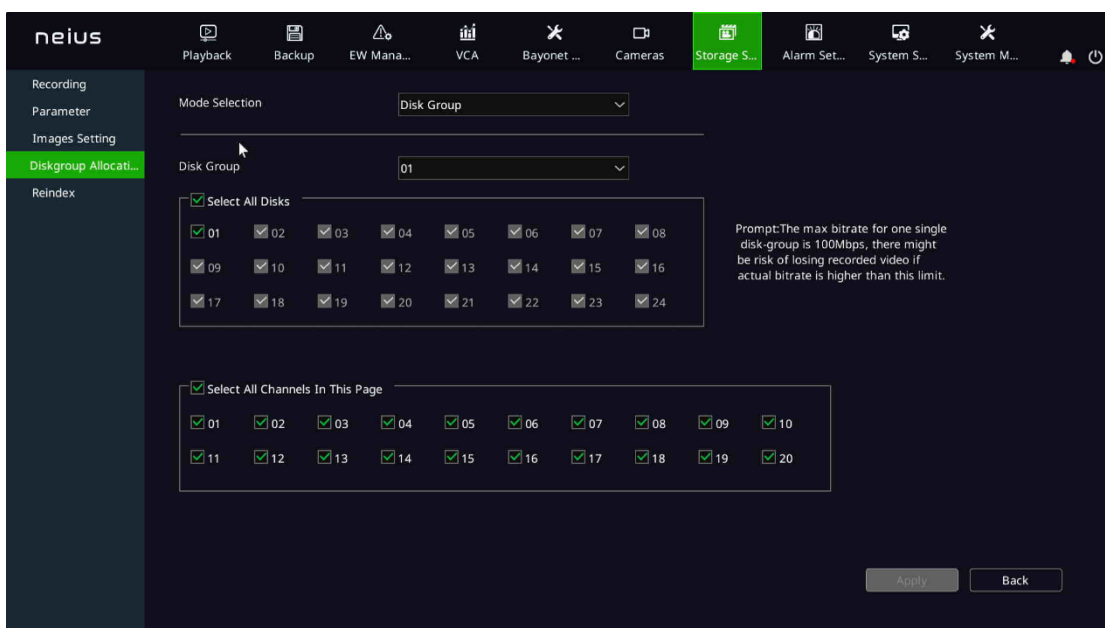 neius
Playback Backup EW Mana... VCA Bayonet ... Cameras Storage S... Alarm Set... System S... System M...
Recording
Parameter
Images Setting
Diskgroup Allocati...
Reindex
Mode Selection Disk Group
Disk Group 01
Select All Disks
01 02 03 04 05 06 07 08
09 10 11 12 13 14 15 16
17 18 19 20 21 22 23 24
Prompt:The max bitrate for one single
disk-group is 100Mbps, there might
be risk of losing recorded video if
actual bitrate is higher than this limit.
Select All Channels In This Page
01 02 03 04 05 06 07 08 09 10
11 12 13 14 15 16 17 18 19 20
Apply Back